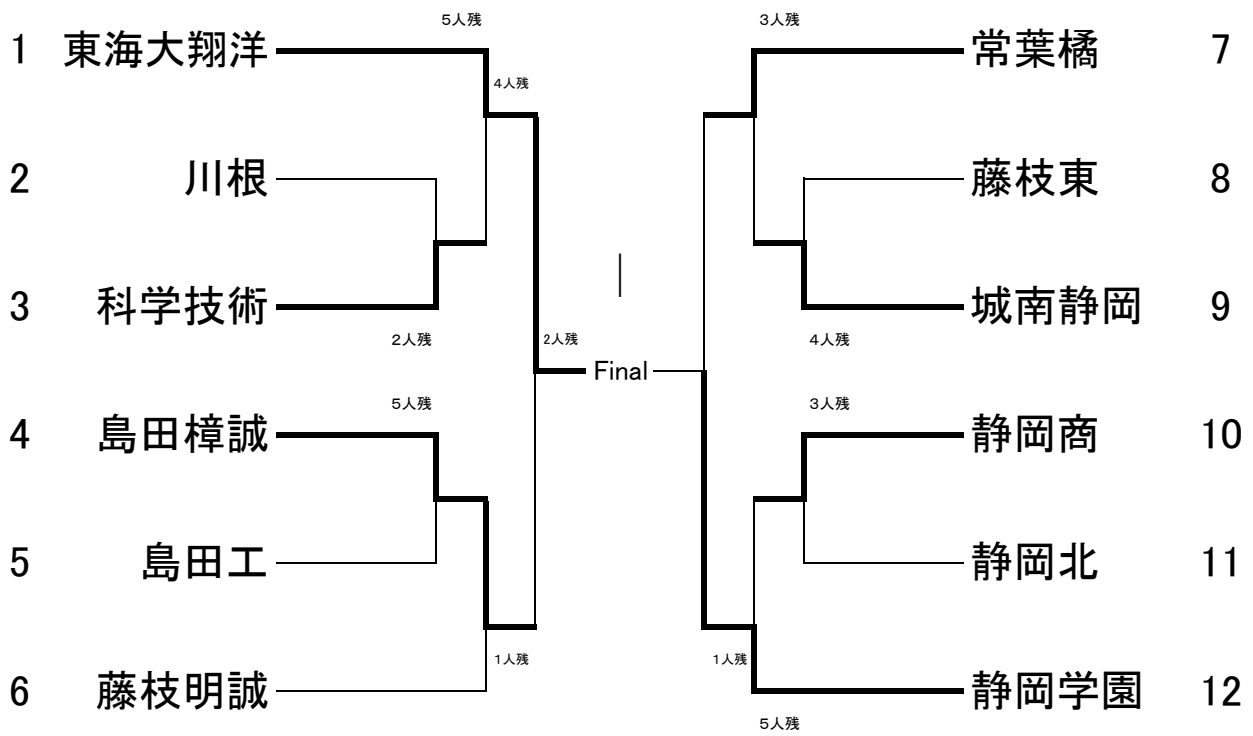 5人残 3人残
1 東海大翔洋 常葉橘 7
4人残
2 川根 藤枝東 8
3 科学技術 城南静岡 9
2人残 2人残 4人残
Final
5人残 3人残
4 島田樟誠 静岡商 10
5 島田工 静岡北 11
1人残 1人残
6 藤枝明誠 静岡学園 12
5人残